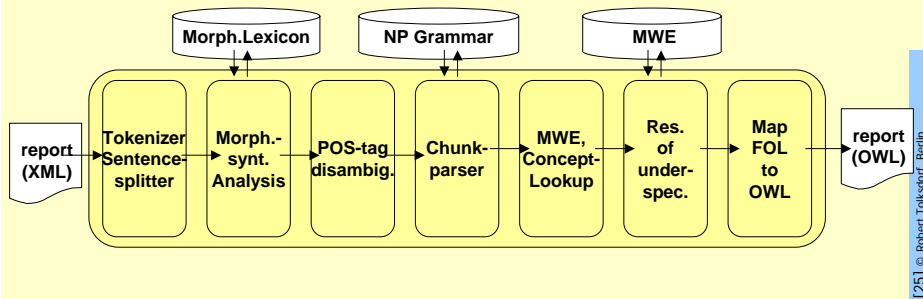 Morph.Lexicon
NP Grammar
MWE
report
(XML)
Tokenizer
Sentence-
splitter
Morph.-
synt.
Analysis
POS-tag
disambig.
Chunk-
parser
MWE,
Concept-
Lookup
Res.
of
under-
spec.
Map
FOL
to
OWL
report
(OWL)
[25] © Robert Tolksdorf, Berlin